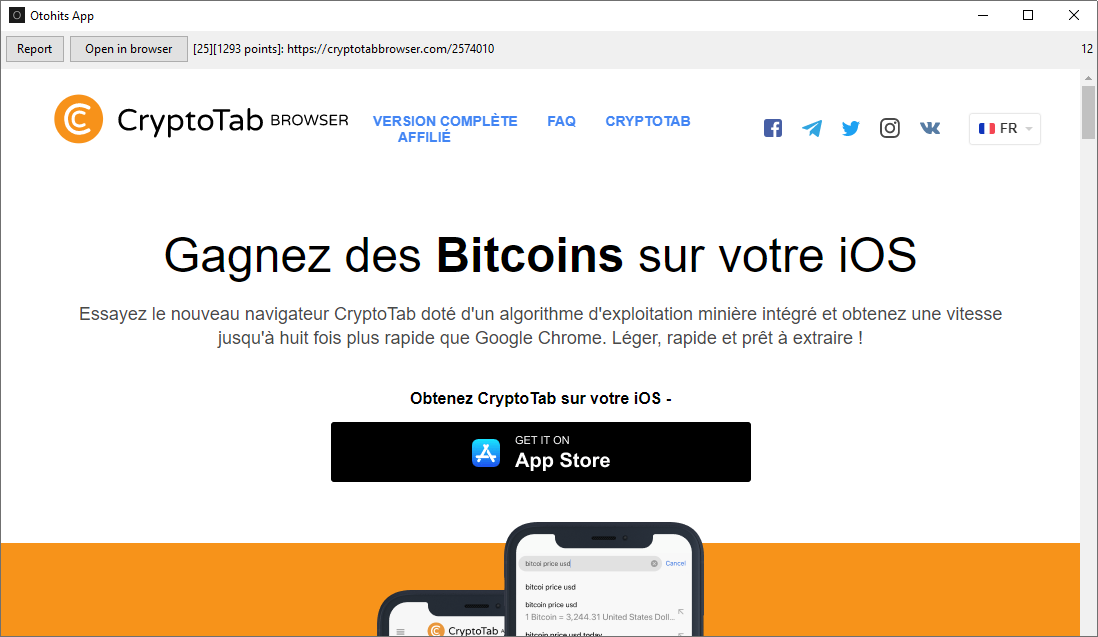 Otohits App
Report
Open in browser
[25][1293 points]: https://cryptotabbrowser.com/2574010
12
CryptoTab BROWSER
VERSION COMPLÈTE
FAQ
CRYPTOTAB
AFFILIÉ
FR
Gagnez des Bitcoins sur votre iOS
Essayez le nouveau navigateur CryptoTab doté d'un algorithme d'exploitation minière intégré et obtenez une vitesse
jusqu'à huit fois plus rapide que Google Chrome. Léger, rapide et prêt à extraire !
Obtenez CryptoTab sur votre iOS -
GET IT ON
App Store
bitcoi price usd
Cancel
bitcoi price usd
bitcoin price usd
1 Bitcoin = 3,244.31 United States Doll...
CryptoTab
bitcoin price usd today